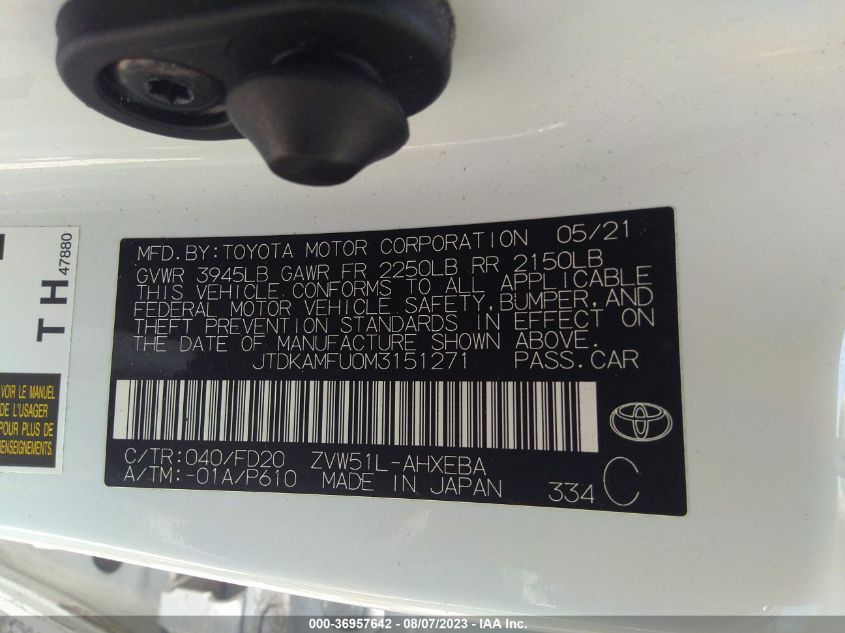 MFD.BY:TOYOTA MOTOR CORPORATION 05/21
GVWR 3945LB GAWR FR 2250LB RR 2150LB
THIS VEHICLE CONFORMS TO ALL APPLICABLE
FEDERAL MOTOR VEHICLE SAFETY, BUMPER, AND
THEFT PREVENTION STANDARDS IN EFFECT ON
THE DATE OF MANUFACTURE SHOWN ABOVE.
JTDKAMFU0M3151271 PASS.CAR
C/TR:040/FD20 ZVW51L-AHXEBA
A/TM:-01A/P610 MADE IN JAPAN 334 C
TH
47880
VOIR LE MANUEL
DE L'USAGER
POUR PLUS DE
RENSEIGNEMENTS.
000-36957642 - 08/07/2023 - IAA Inc.